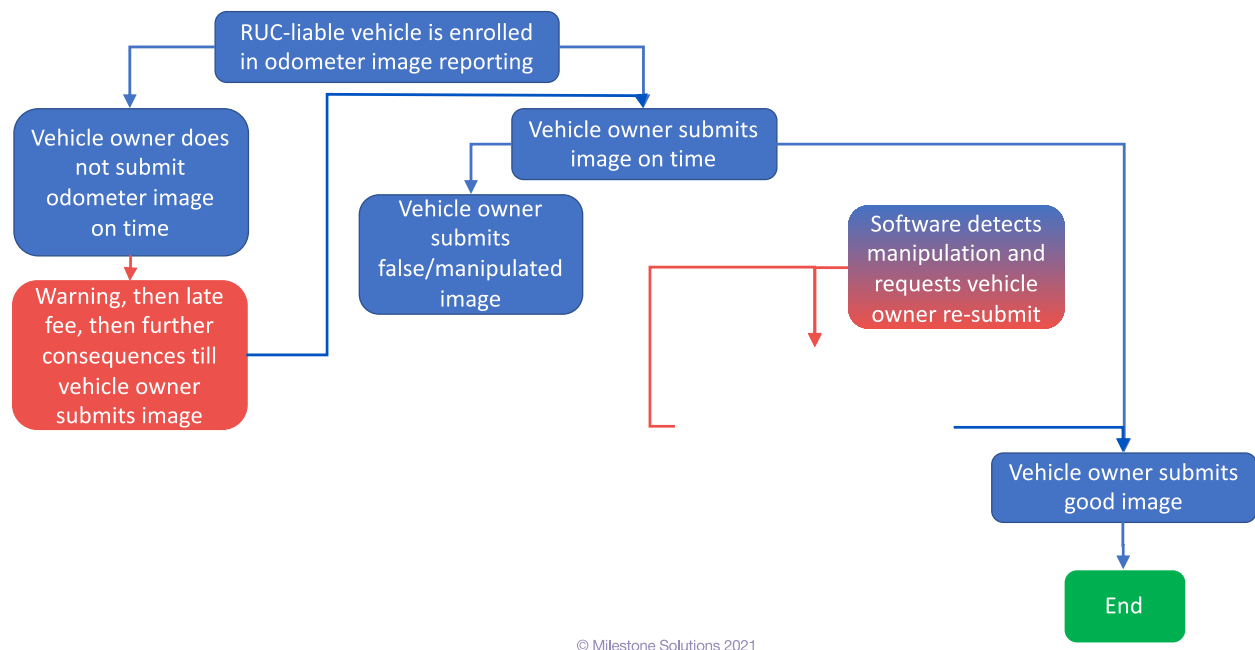 RUC-liable vehicle is enrolled
in odometer image reporting
Vehicle owner does
not submit
odometer image
on time
Vehicle owner submits
image on time
Vehicle owner
submits
false/manipulated
image
Software detects
manipulation and
requests vehicle
owner re-submit
Warning, then late
fee, then further
consequences till
vehicle owner
submits image
Vehicle owner submits
good image
End
© Milestone Solutions 2021